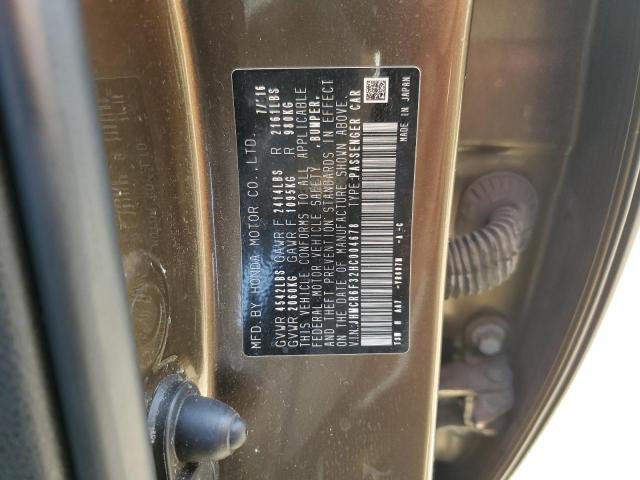 MFD.BY HONDA MOTOR CO.,LTD. 7/'16
GVWR 4542LBS GAWR F 2414LBS R 2161LBS
GVWR 2060KG GAWR F 1095KG R 980KG
THIS VEHICLE CONFORMS TO ALL APPLICABLE
FEDERAL MOTOR VEHICLE SAFETY ,BUMPER,
AND THEFT PREVENTION STANDARDS IN EFFECT
ON THE DATE OF MANUFACTURE SHOWN ABOVE.
V.I.N.:JHMCR6F32HC004678 TYPE:PASSENGER CAR
MADE IN JAPAN